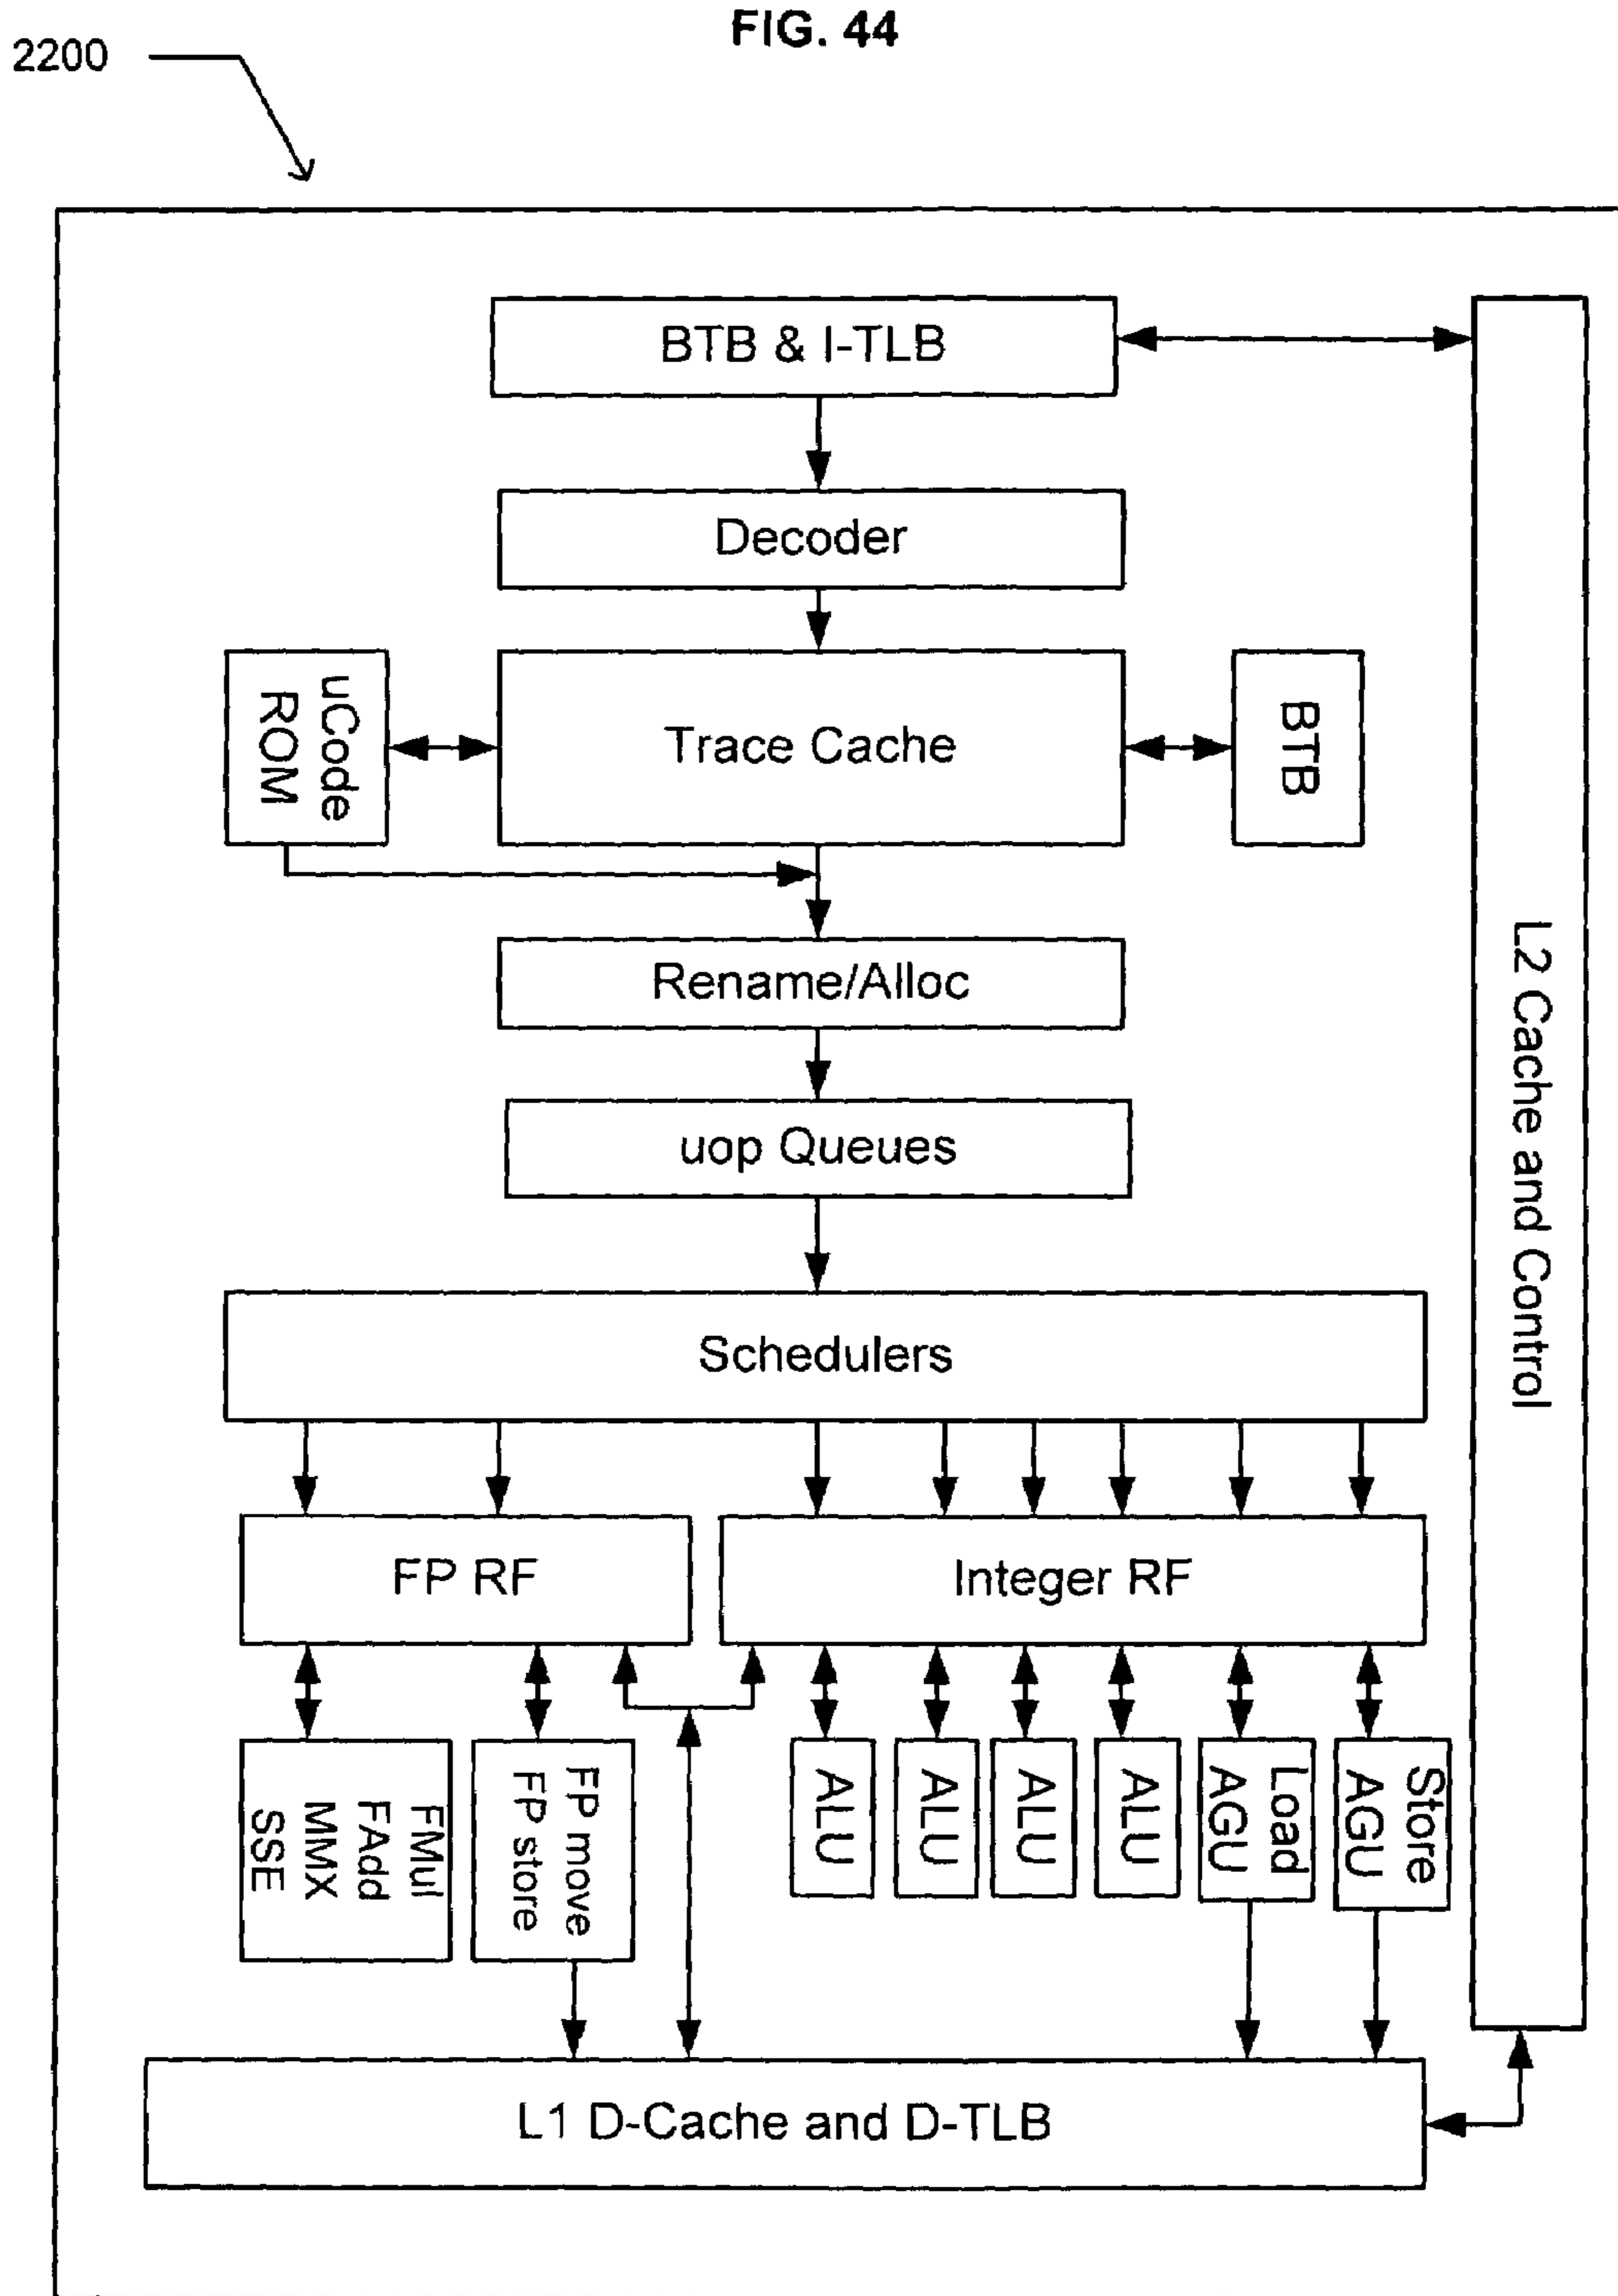 FIG. 44
2200
BTB & I-TLB
Decoder
uCode
ROM
Trace Cache
BTB
Rename/Alloc
uop Queues
L2 Cache and Control
Schedulers
FP RF
Integer RF
FMul
FAdd
MMX
SSE
FP move
FP store
ALU
ALU
ALU
ALU
Load
AGU
Store
AGU
L1 D-Cache and D-TLB